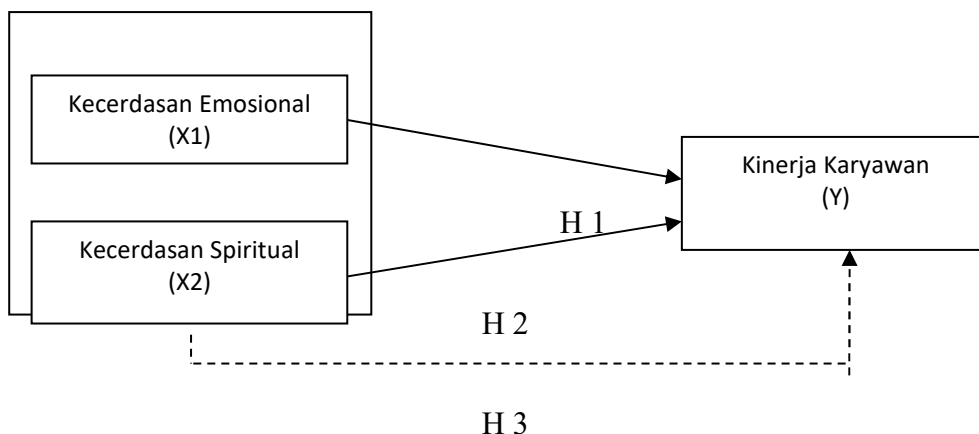 Kecerdasan Emosional
(X1)
Kinerja Karyawan
(Y)
H 1
Kecerdasan Spiritual
(X2)
H 2
H 3